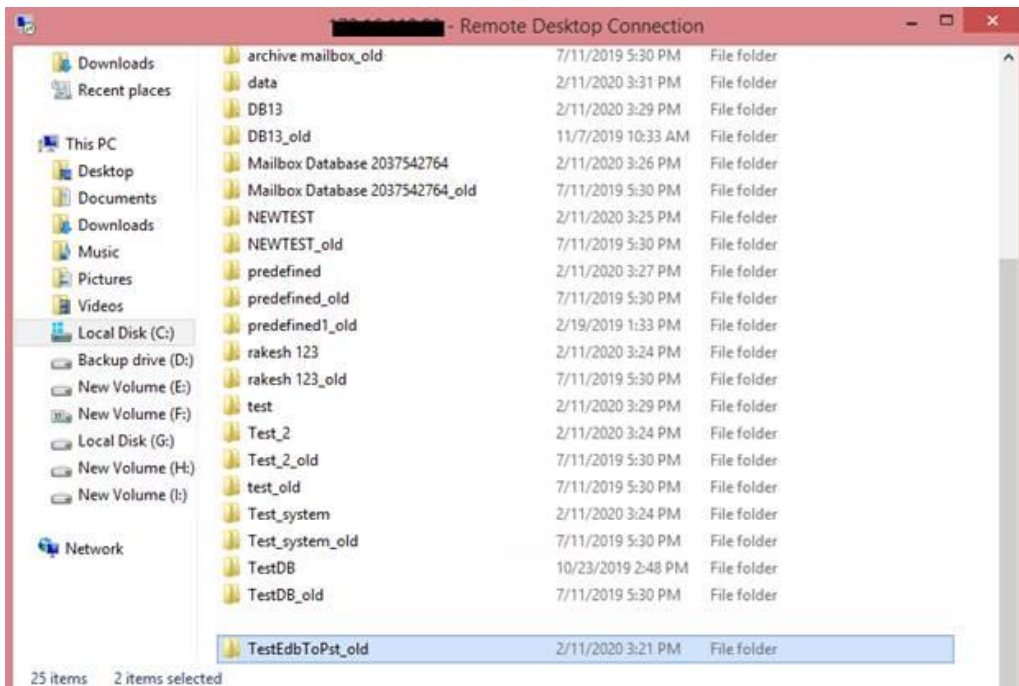 - Remote Desktop Connection
Downloads
Recent places
This PC
Desktop
Documents
Downloads
Music
Pictures
Videos
Local Disk (C:)
Backup drive (D:)
New Volume (E:)
New Volume (F:)
Local Disk (G:)
New Volume (H:)
New Volume (I:)
Network
archive mailbox_old 7/11/2019 5:30 PM File folder
data 2/11/2020 3:31 PM File folder
DB13 2/11/2020 3:29 PM File folder
DB13_old 11/7/2019 10:33 AM File folder
Mailbox Database 2037542764 2/11/2020 3:26 PM File folder
Mailbox Database 2037542764_old 7/11/2019 5:30 PM File folder
NEWTEST 2/11/2020 3:25 PM File folder
NEWTEST_old 7/11/2019 5:30 PM File folder
predefined 2/11/2020 3:27 PM File folder
predefined_old 7/11/2019 5:30 PM File folder
predefined1_old 2/19/2019 1:33 PM File folder
rakesh 123 2/11/2020 3:24 PM File folder
rakesh 123_old 7/11/2019 5:30 PM File folder
test 2/11/2020 3:29 PM File folder
Test_2 2/11/2020 3:24 PM File folder
Test_2_old 7/11/2019 5:30 PM File folder
test_old 7/11/2019 5:30 PM File folder
Test_system 2/11/2020 3:24 PM File folder
Test_system_old 7/11/2019 5:30 PM File folder
TestDB 10/23/2019 2:48 PM File folder
TestDB_old 7/11/2019 5:30 PM File folder
TestEdbToPst_old 2/11/2020 3:21 PM File folder
25 items 2 items selected